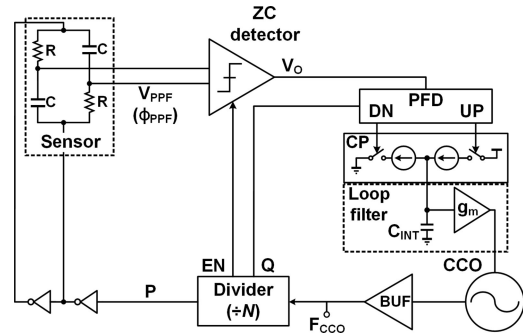 ZC
detector
R
C
C
R
Sensor
V_PPF
(ϕ_PPF)
V_O
PFD
DN UP
CP
Loop
filter
g_m
C_INT
EN Q
CCO
P
Divider
(÷N)
BUF
F_CCO